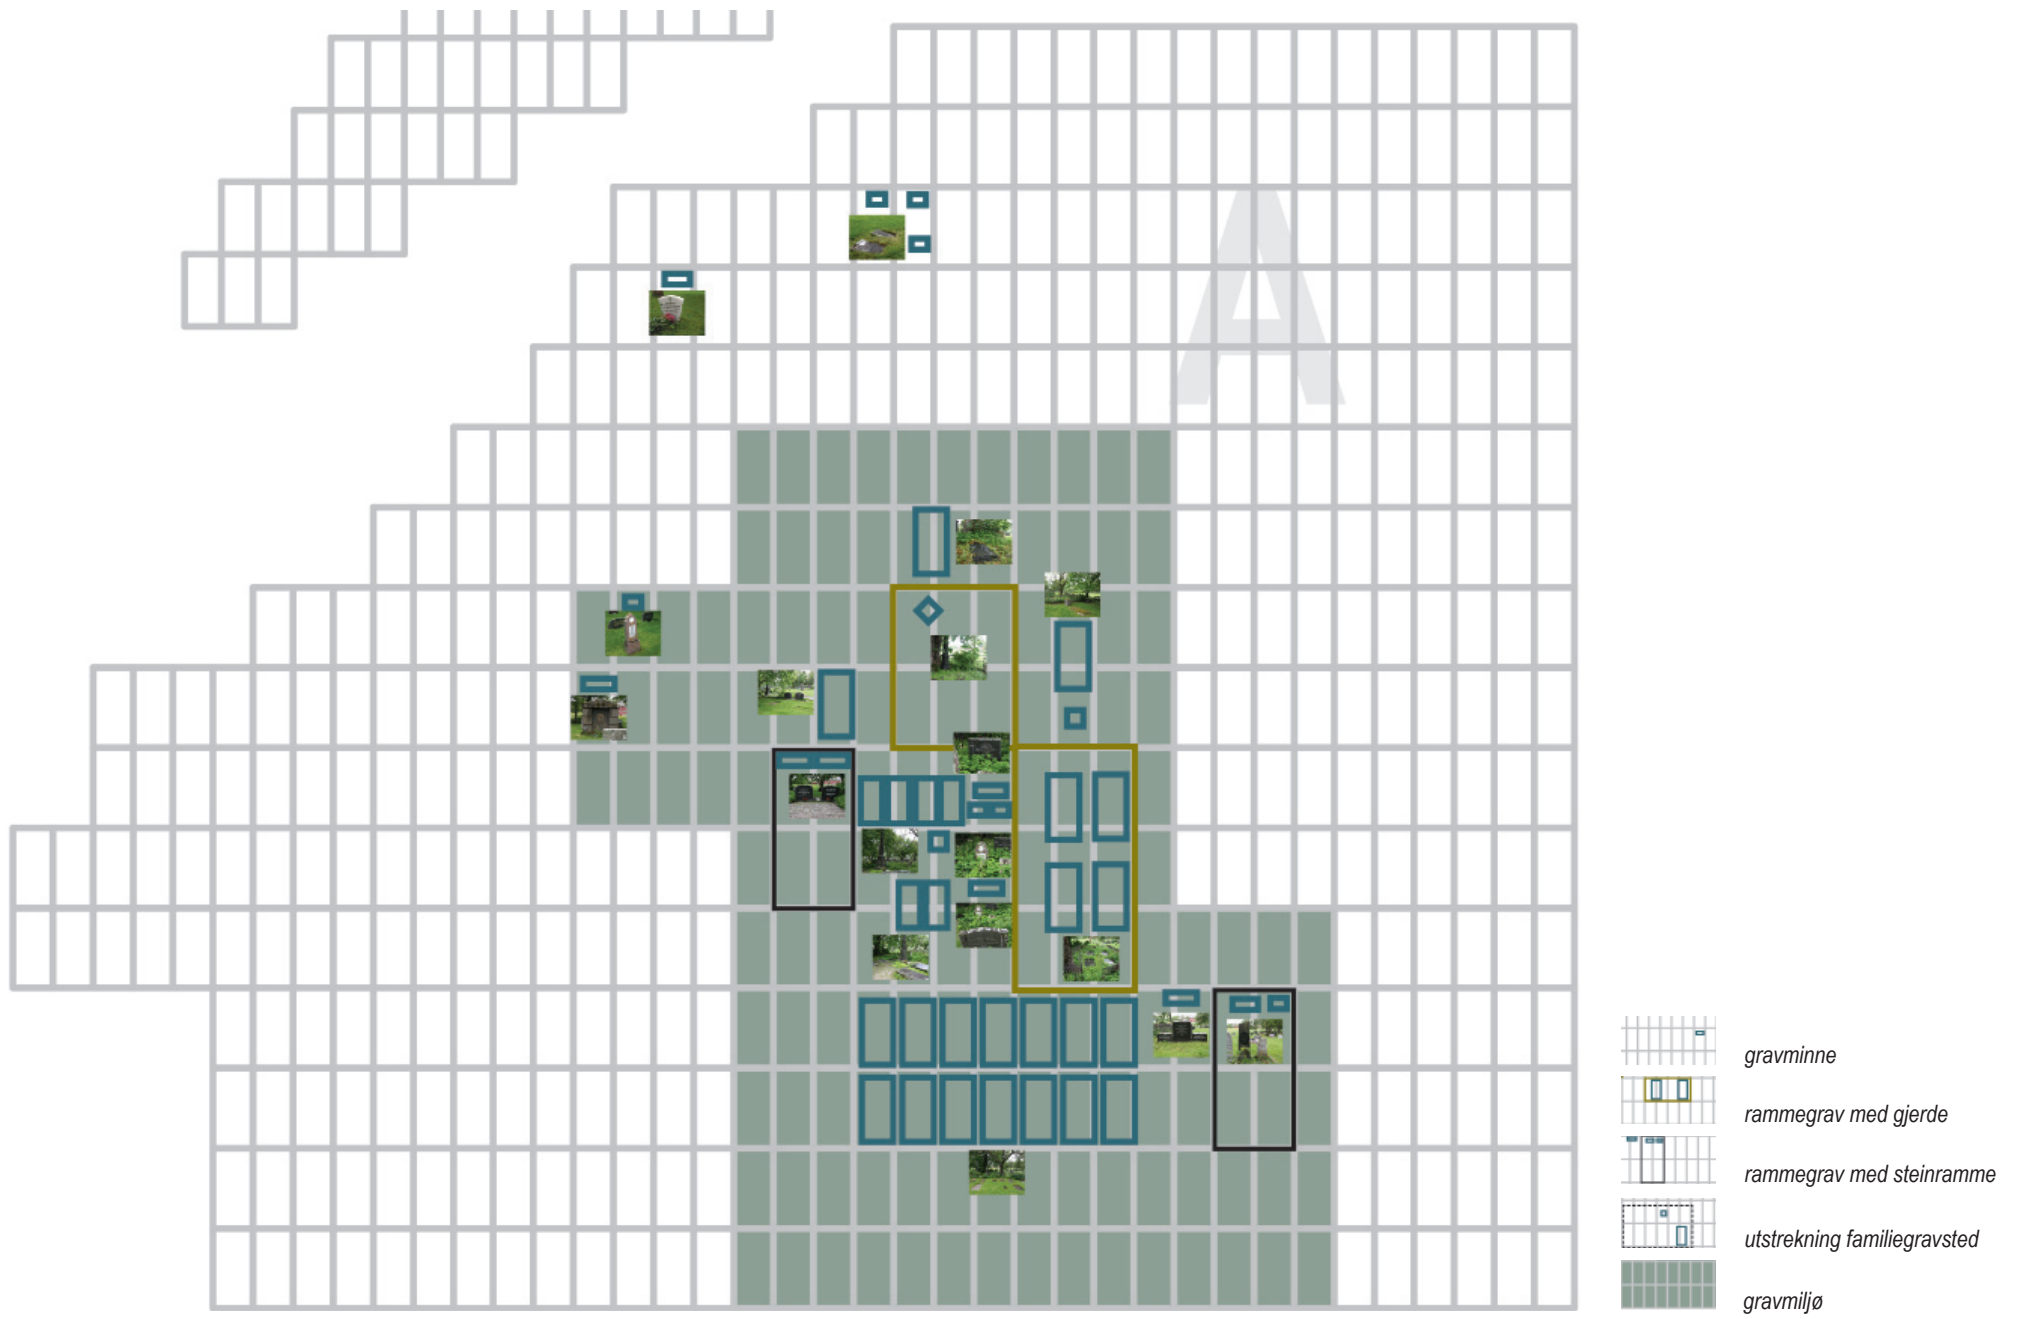 A
gravminne
rammegrav med gjerde
rammegrav med steinramme
utstrekning familiegravsted
gravmiljø